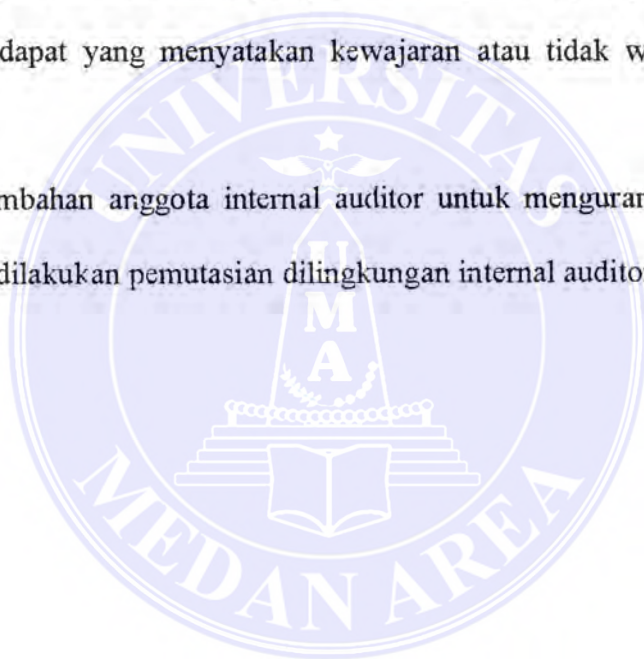 dapat yang menyatakan kewajaran atau tidak w
UNIVERSITAS
mbahan anggota internal auditor untuk mengurar
dilakukan pemutasian dilingkungan internal audito
U
M
A
MEDAN AREA